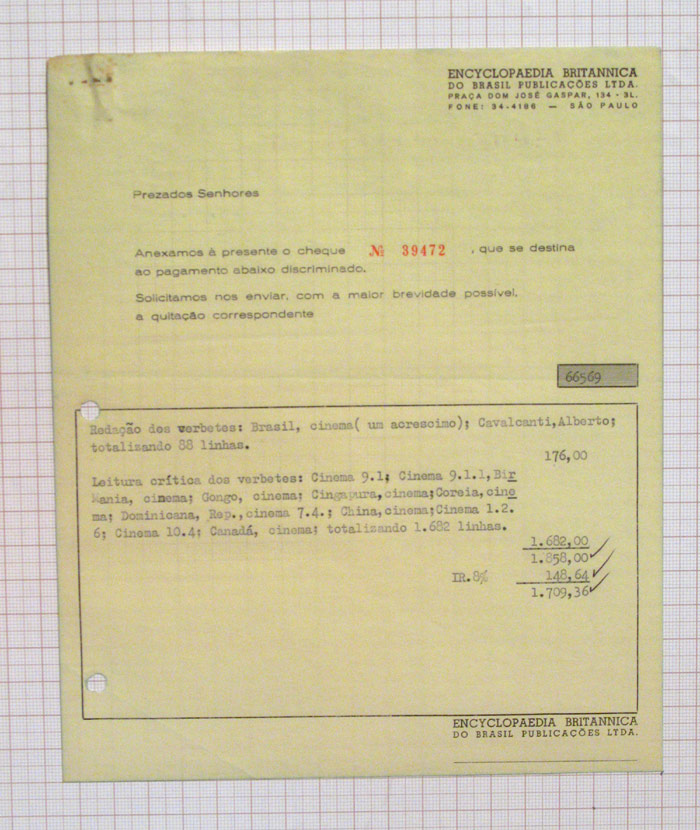 ENCYCLOPAEDIA BRITANNICA
DO BRASIL PUBLICAÇÕES LTDA.
PRAÇA DOM JOSÉ GASPAR, 134 - 3L.
FONE: 34-4186 — SÃO PAULO
Prezados Senhores
Anexamos à presente o cheque № 39472 , que se destina
ao pagamento abaixo discriminado.
Solicitamos nos enviar, com a maior brevidade possível,
a quitação correspondente
66569
Redação dos verbetes: Brasil, cinema( um acrescimo); Cavalcanti,Alberto;
totalizando 88 linhas.
176,00
Leitura crítica dos verbetes: Cinema 9.1; Cinema 9.1.1,Bir
Mania, cinema; Congo, cinema; Cingapura,cinema;Coreia,cine
ma; Dominicana, Rep.,cinema 7.4.; China,cinema;Cinema 1.2.
6; Cinema 10.4; Canadá, cinema; totalizando 1.682 linhas.
1.682,00
1.858,00
IR.8% 148,64
1.709,36
ENCYCLOPAEDIA BRITANNICA
DO BRASIL PUBLICAÇÕES LTDA.